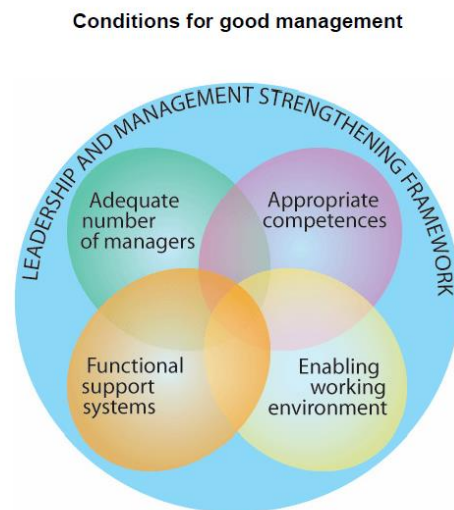 Conditions for good management
LEADERSHIP AND MANAGEMENT STRENGTHENING FRAMEWORK
Adequate
number
of managers
Appropriate
competences
Functional
support
systems
Enabling
working
environment